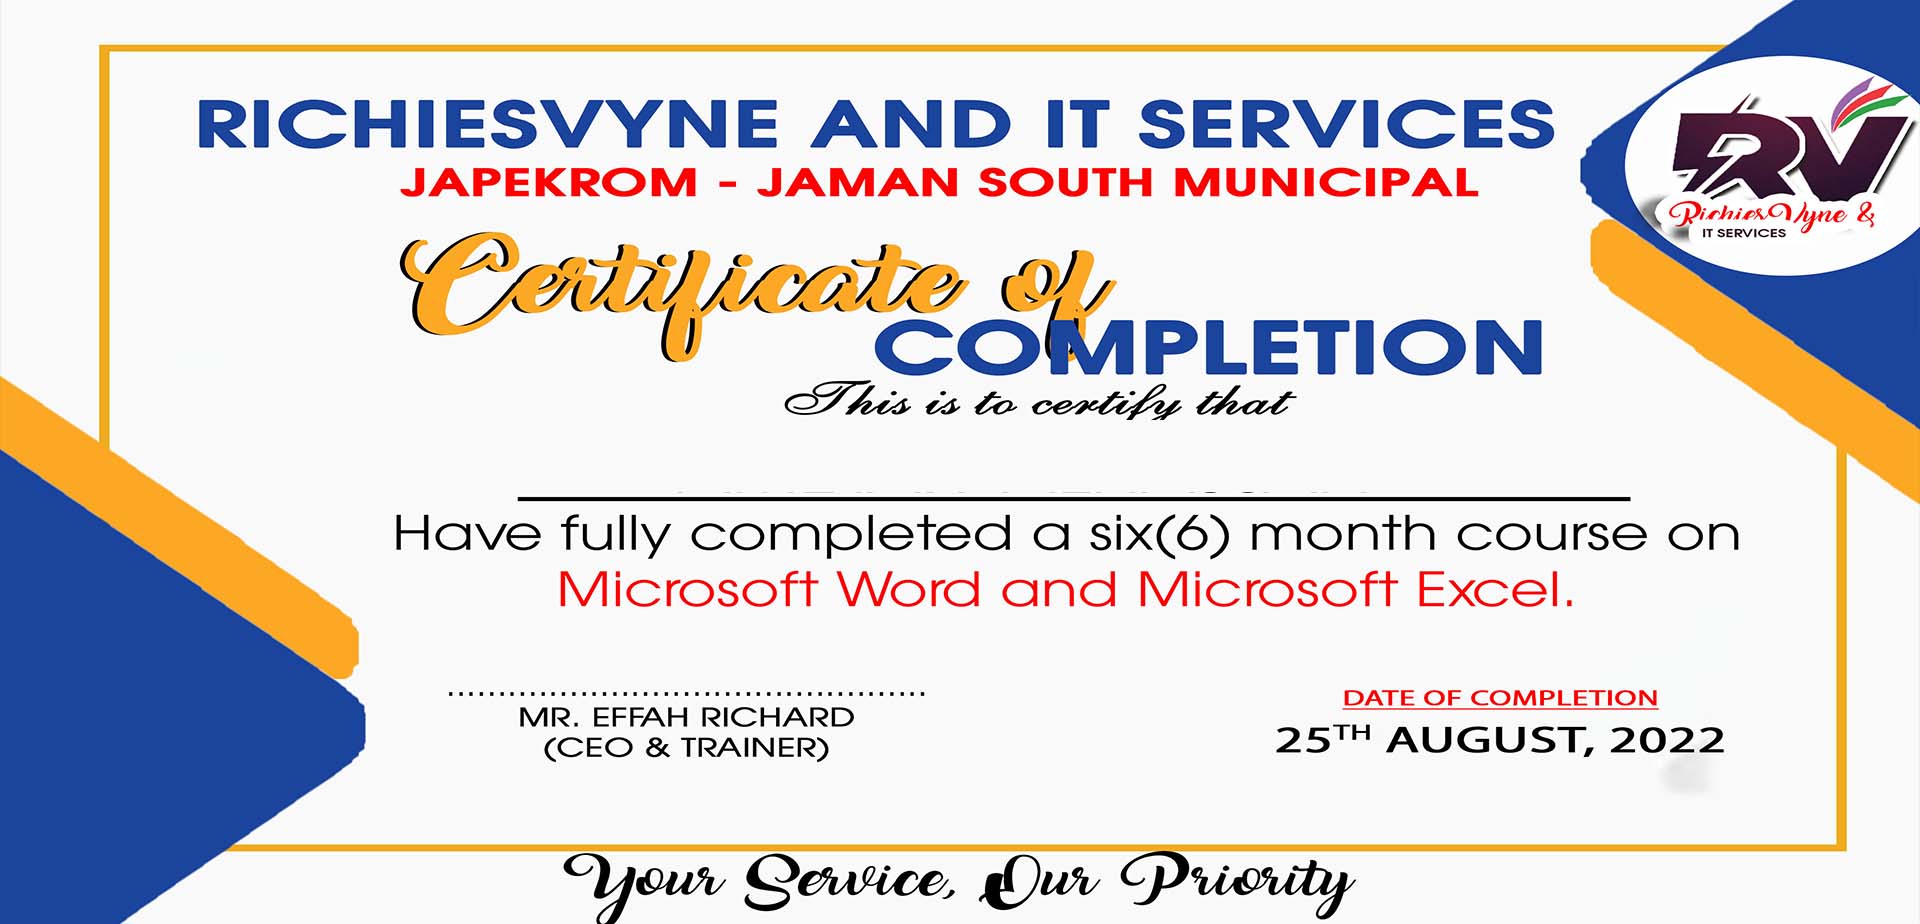 RICHIESVYNE AND IT SERVICES
JAPEKROM - JAMAN SOUTH MUNICIPAL
RV
RichiesVyne &
IT SERVICES
Certificate of
COMPLETION
This is to certify that
Have fully completed a six(6) month course on
Microsoft Word and Microsoft Excel.
MR. EFFAH RICHARD
(CEO & TRAINER)
DATE OF COMPLETION
25TH AUGUST, 2022
Your Service, Our Priority